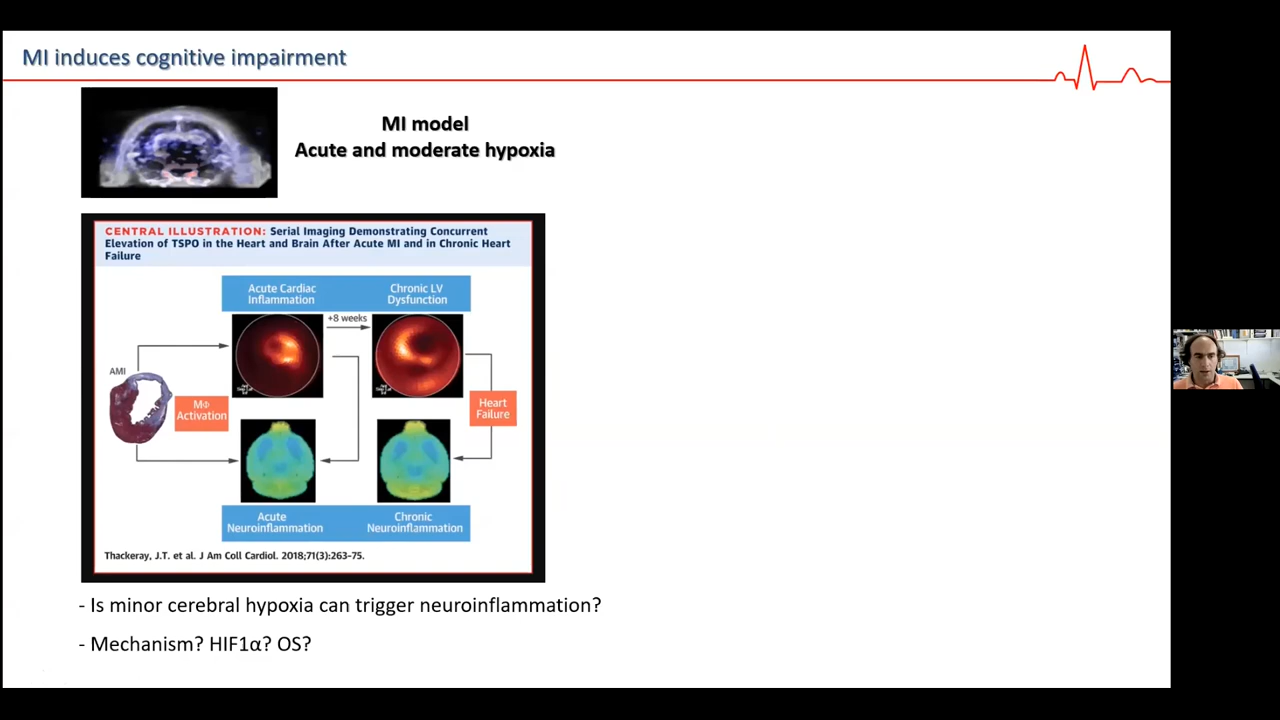 MI induces cognitive impairment
MI model
Acute and moderate hypoxia
CENTRAL ILLUSTRATION: Serial Imaging Demonstrating Concurrent
Elevation of TSPO in the Heart and Brain After Acute MI and in Chronic Heart
Failure
Acute Cardiac
Inflammation
Chronic LV
Dysfunction
+8 weeks
AMI
MΦ
Activation
Heart
Failure
Acute
Neuroinflammation
Chronic
Neuroinflammation
Thackeray, J.T. et al. J Am Coll Cardiol. 2018;71(3):263-75.
- Is minor cerebral hypoxia can trigger neuroinflammation?
- Mechanism? HIF1α? OS?